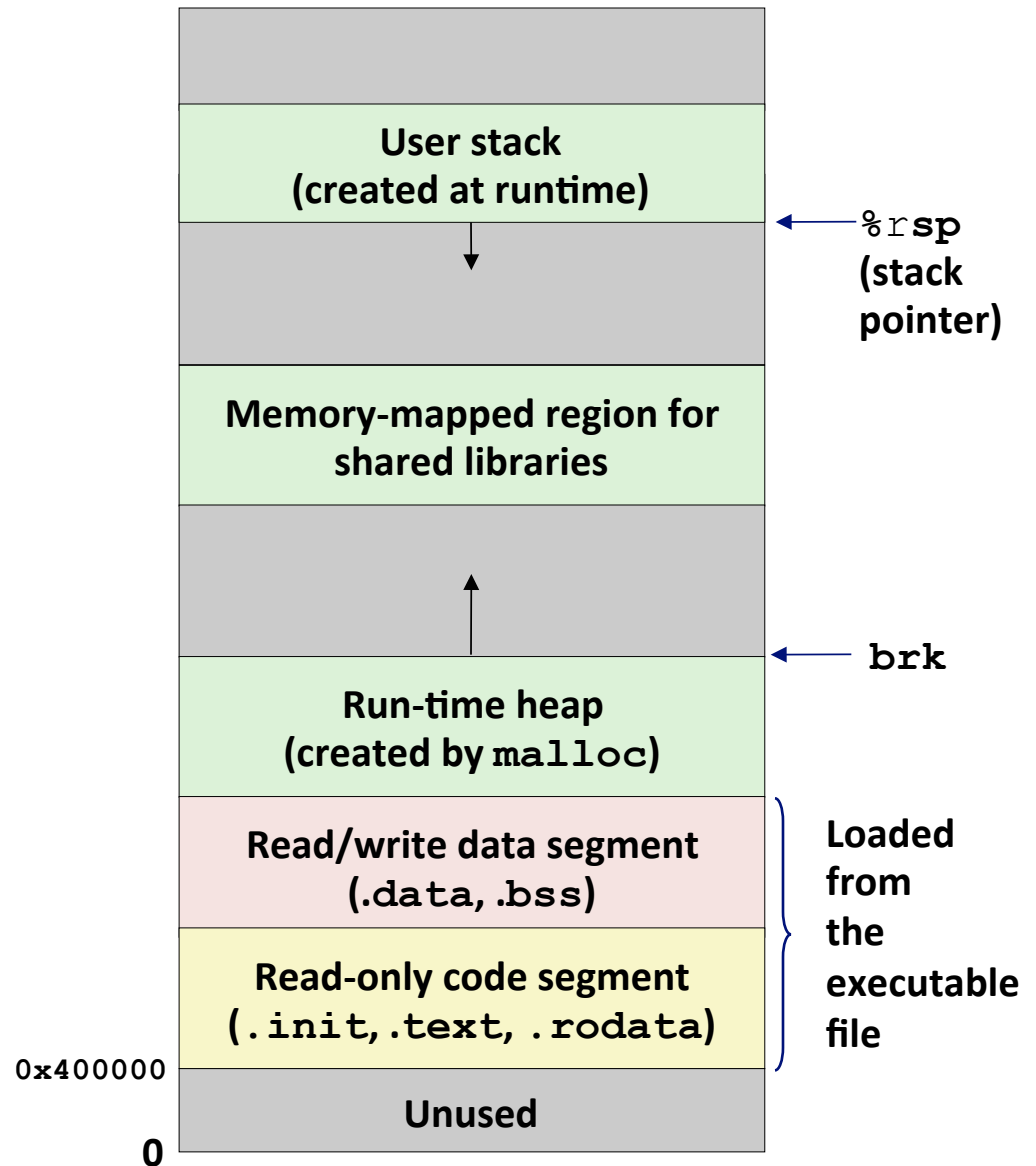 User stack
(created at runtime)
%rsp
(stack
pointer)
Memory-mapped region for
shared libraries
brk
Run-time heap
(created by malloc)
Read/write data segment
(.data, .bss)
Loaded
from
the
executable
file
Read-only code segment
(.init, .text, .rodata)
0x400000
Unused
0